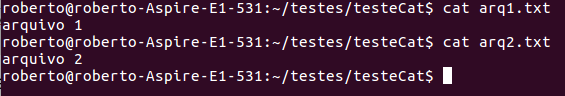 roberto@roberto-Aspire-E1-531:~/testes/testeCat$ cat arq1.txt
arquivo 1
roberto@roberto-Aspire-E1-531:~/testes/testeCat$ cat arq2.txt
arquivo 2
roberto@roberto-Aspire-E1-531:~/testes/testeCat$